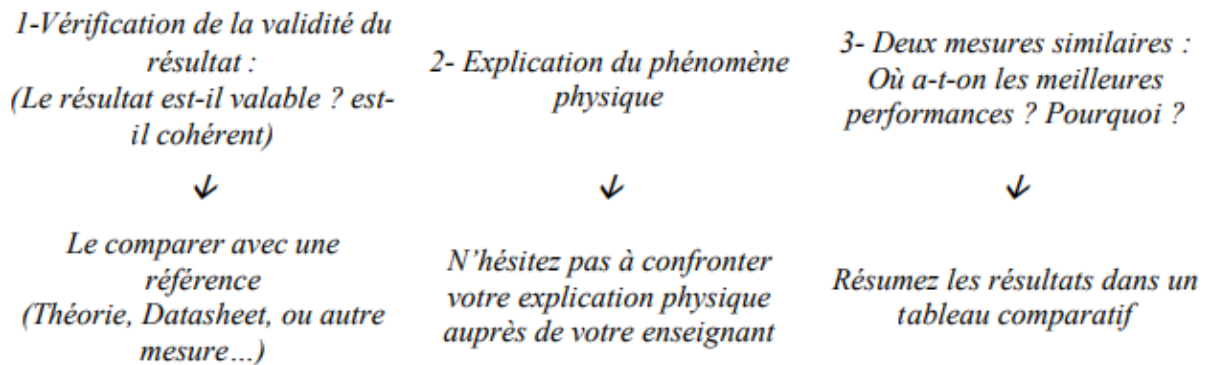 1-Vérification de la validité du
résultat :
(Le résultat est-il valable ? est-
il cohérent)
↓
Le comparer avec une
référence
(Théorie, Datasheet, ou autre
mesure…)
2- Explication du phénomène
physique
↓
N’hésitez pas à confronter
votre explication physique
auprès de votre enseignant
3- Deux mesures similaires :
Où a-t-on les meilleures
performances ? Pourquoi ?
↓
Résumez les résultats dans un
tableau comparatif